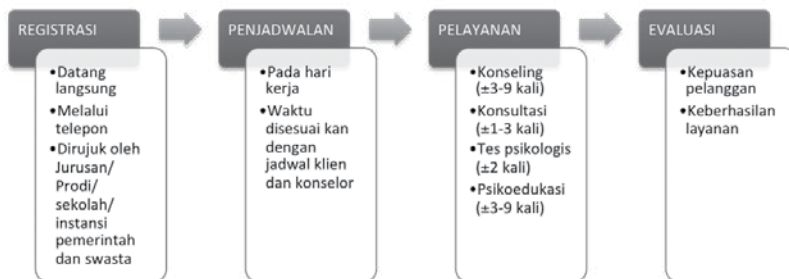 REGISTRASI
•Datang
langsung
•Melalui
telepon
•Dirujuk oleh
Jurusan/
Prodi/
sekolah/
instansi
pemerintah
dan swasta
PENJADWALAN
•Pada hari
kerja
•Waktu
disesuai kan
dengan
jadwal klien
dan konselor
PELAYANAN
•Konseling
(±3-9 kali)
•Konsultasi
(±1-3 kali)
•Tes psikologis
(±2 kali)
•Psikoedukasi
(±3-9 kali)
EVALUASI
•Kepuasan
pelanggan
•Keberhasilan
layanan